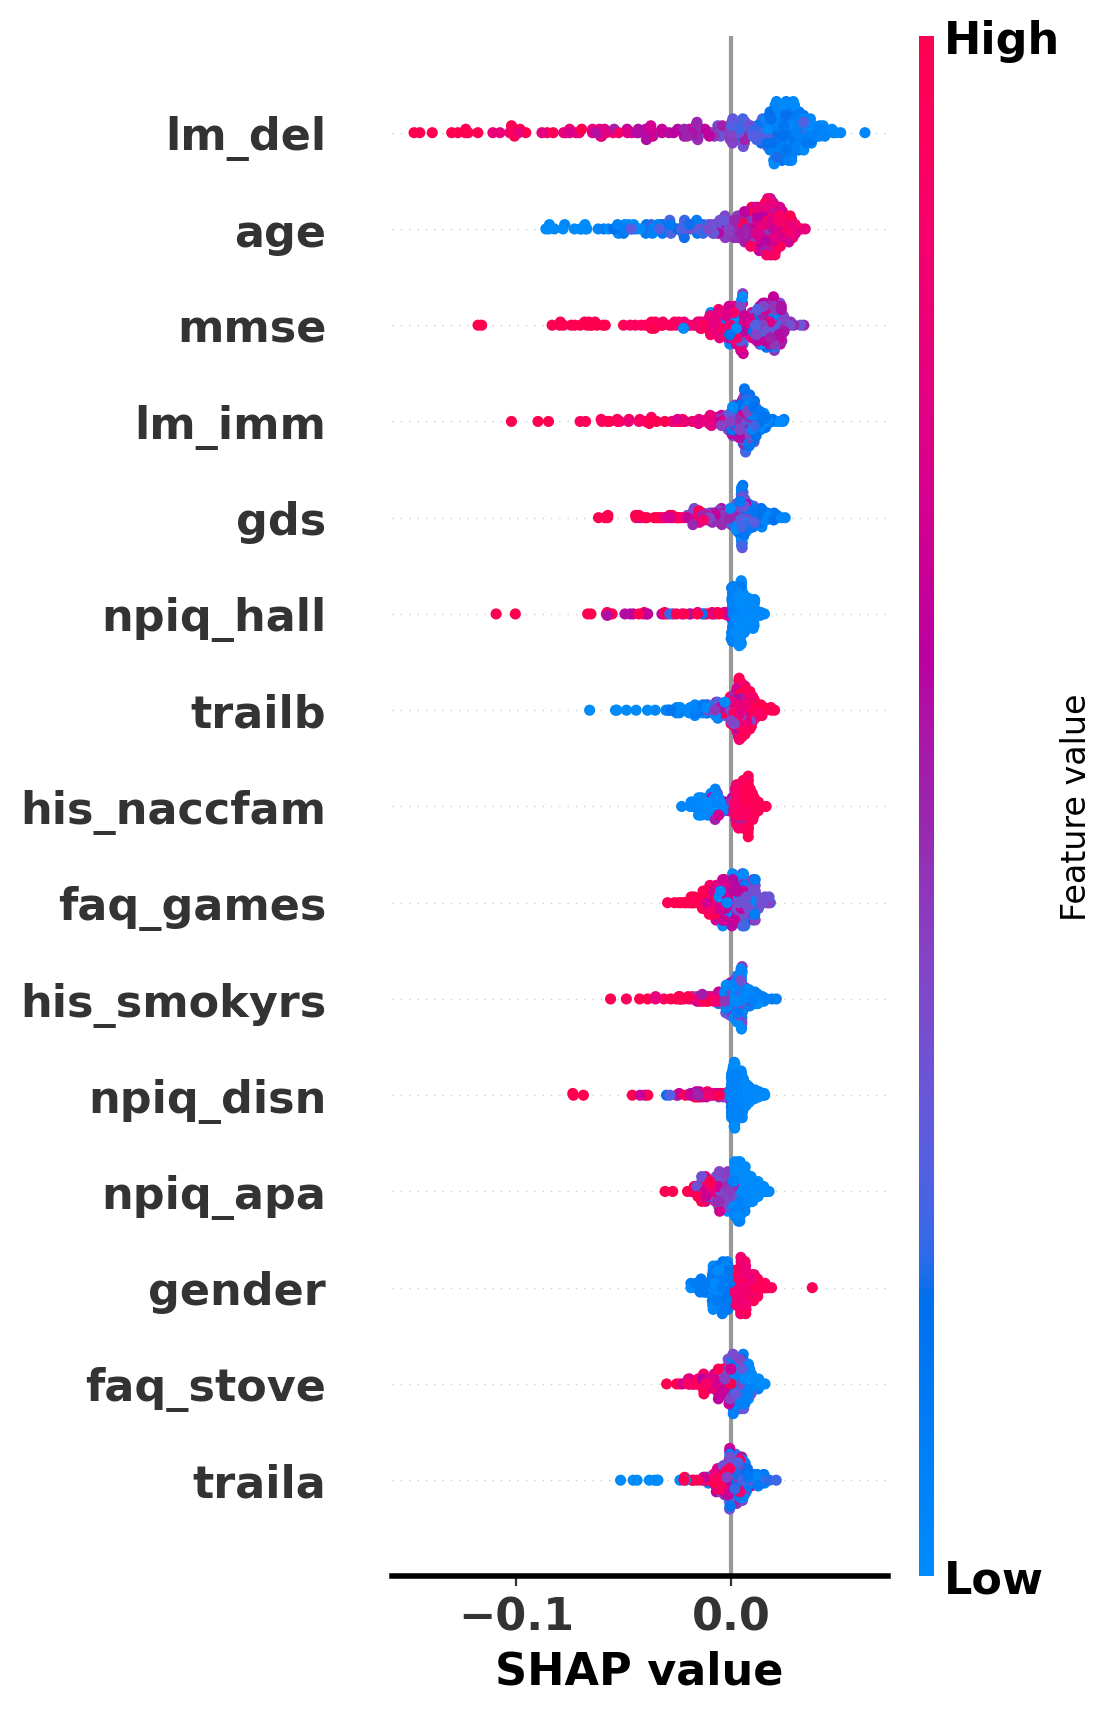 High
lm_del
age
mmse
lm_imm
gds
npiq_hall
trailb
his_naccfam
faq_games
his_smokyrs
npiq_disn
npiq_apa
gender
faq_stove
traila
Feature value
Low
−0.1 0.0
SHAP value